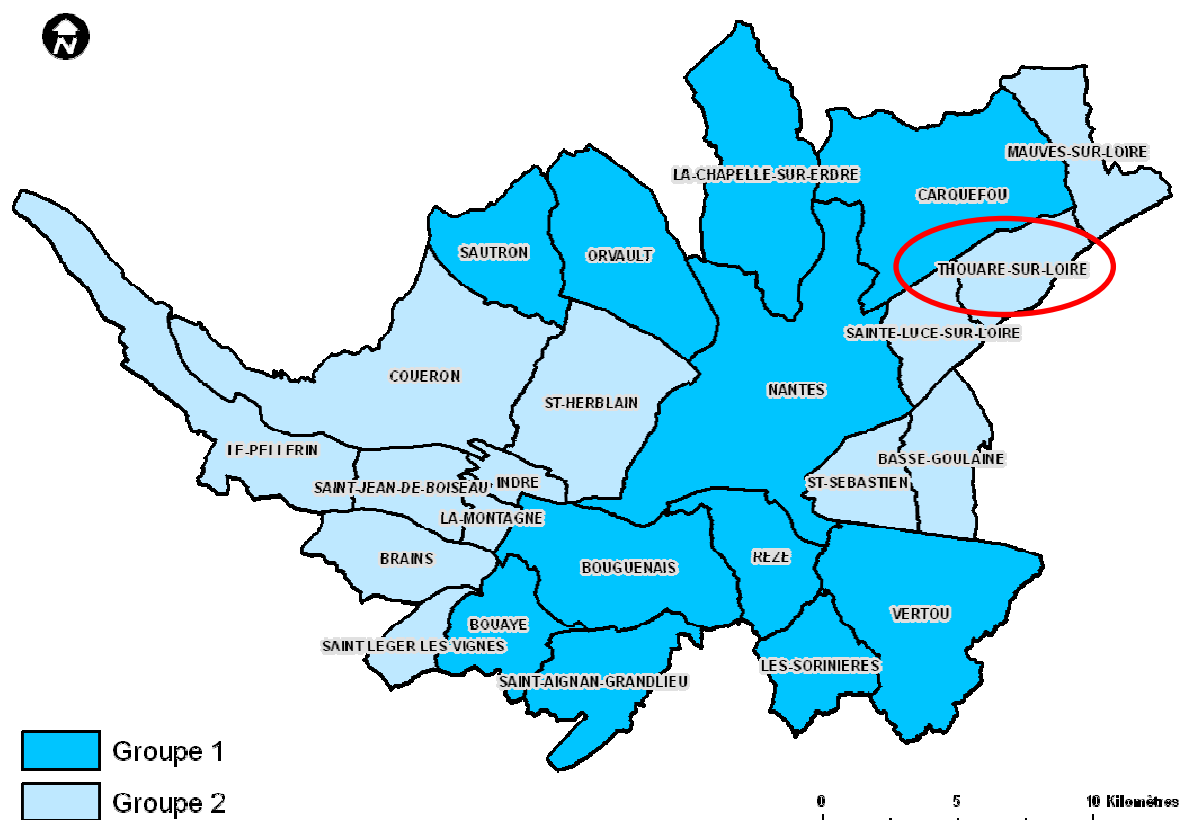 N
MAUVES-SUR-LOIRE
LA-CHAPELLE-SUR-ERDRE
CARQUEFOU
SAUTRON
ORVAULT
THOUARE-SUR-LOIRE
SAINTE-LUCE-SUR-LOIRE
COUERON
NANTES
ST-HERBLAIN
LE-PELLERIN
BASSE-GOULAINE
SAINT-JEAN-DE-BOISEAU
INDRE
ST-SEBASTIEN
LA-MONTAGNE
BRAINS
BOUGUENAIS
REZE
VERTOU
BOUAYE
SAINT LEGER LES VIGNES
LES-SORINIERES
SAINT-AIGNAN-GRANDLIEU
Groupe 1
Groupe 2
0 5 10 Kilomètres